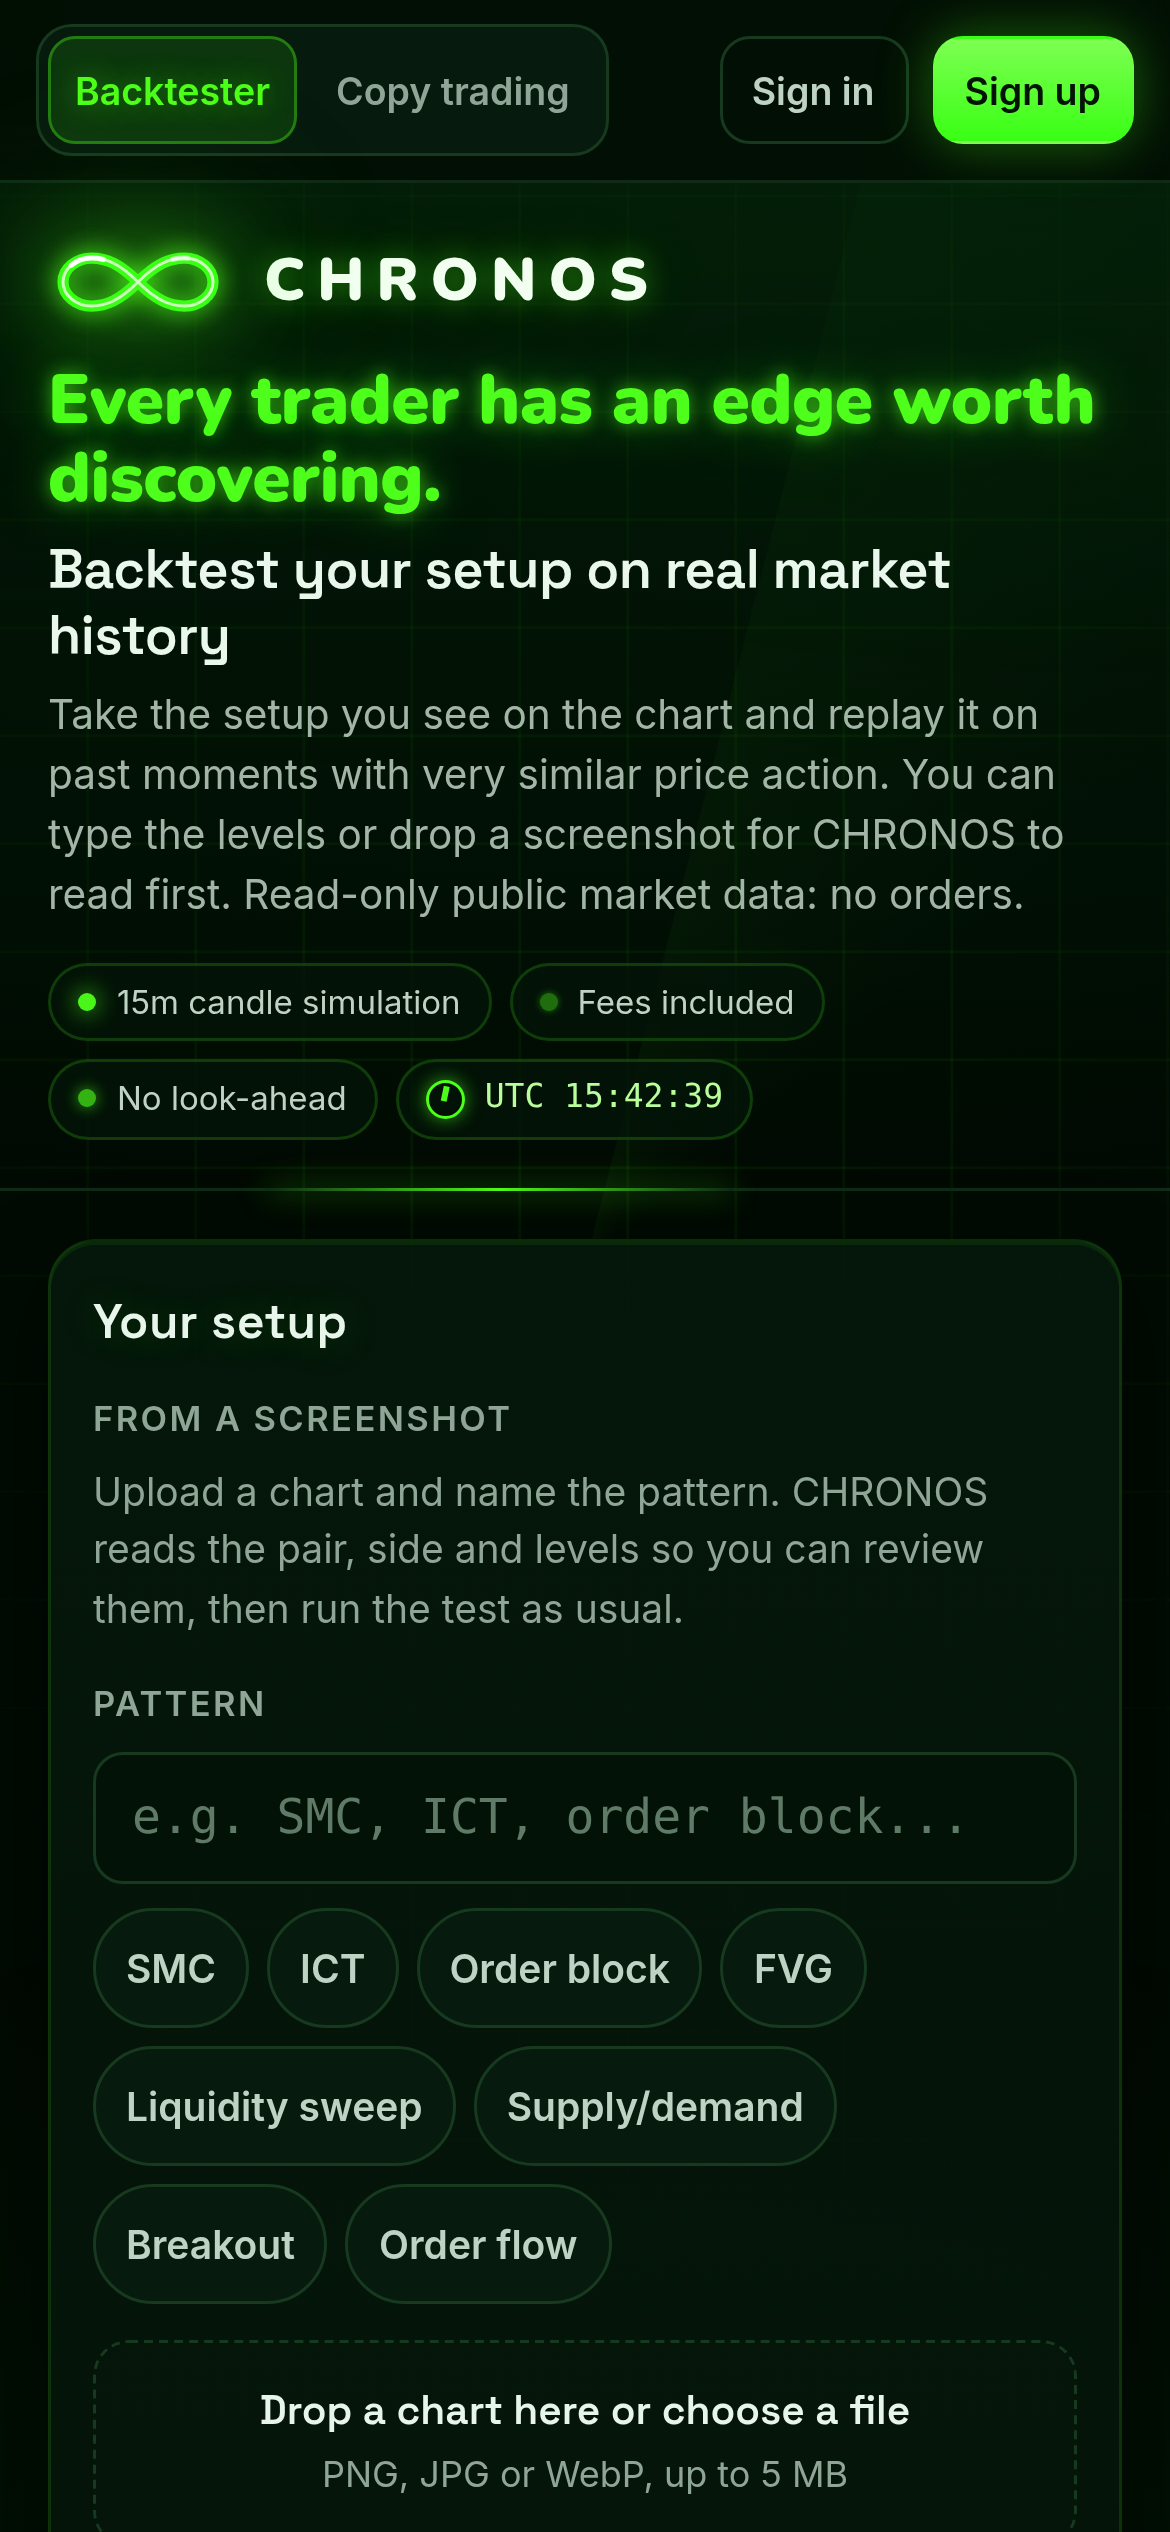 Backtester
Copy trading
Sign in
Sign up
CHRONOS
Every trader has an edge worth
discovering.
Backtest your setup on real market
history
Take the setup you see on the chart and replay it on
past moments with very similar price action. You can
type the levels or drop a screenshot for CHRONOS to
read first. Read-only public market data: no orders.
15m candle simulation
Fees included
No look-ahead
UTC 15:42:39
Your setup
FROM A SCREENSHOT
Upload a chart and name the pattern. CHRONOS
reads the pair, side and levels so you can review
them, then run the test as usual.
PATTERN
e.g. SMC, ICT, order block...
SMC
ICT
Order block
FVG
Liquidity sweep
Supply/demand
Breakout
Order flow
Drop a chart here or choose a file
PNG, JPG or WebP, up to 5 MB